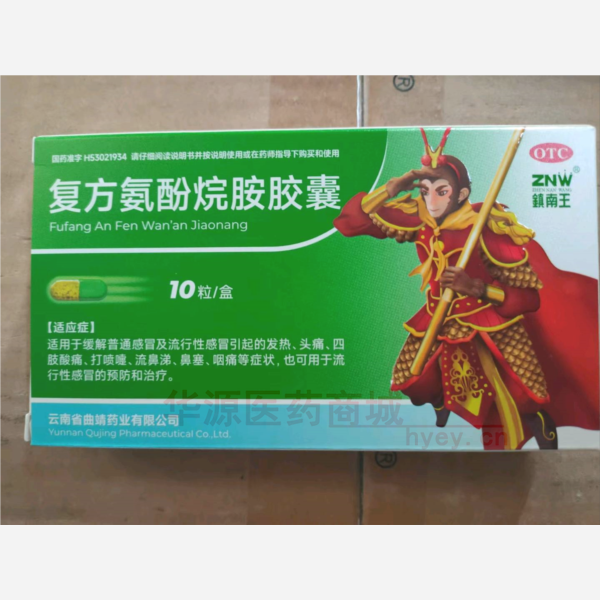 国药准字 H53021934 请仔细阅读说明书并按说明使用或在药师指导下购买和使用
OTC
ZNW®
鎮南王
复方氨酚烷胺胶囊
Fufang An Fen Wan'an Jiaonang
10粒/盒
【适应症】
适用于缓解普通感冒及流行性感冒引起的发热、头痛、四
肢酸痛、打喷嚏、流鼻涕、鼻塞、咽痛等症状,也可用于流
行性感冒的预防和治疗。
华源医药商城
hyey.cn
云南省曲靖药业有限公司
Yunnan Qujing Pharmaceutical Co.,Ltd.